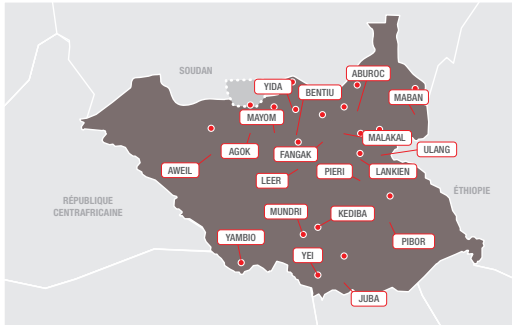 SOUDAN
ABUROC
YIDA
BENTIU
MABAN
MAYOM
MALAKAL
ULANG
AGOK
FANGAK
AWEIL
LEER
PIERI
LANKIEN
ÉTHIOPIE
RÉPUBLIQUE
CENTRAFRICAINE
MUNDRI
KEDIBA
YAMBIO
PIBOR
YEI
JUBA